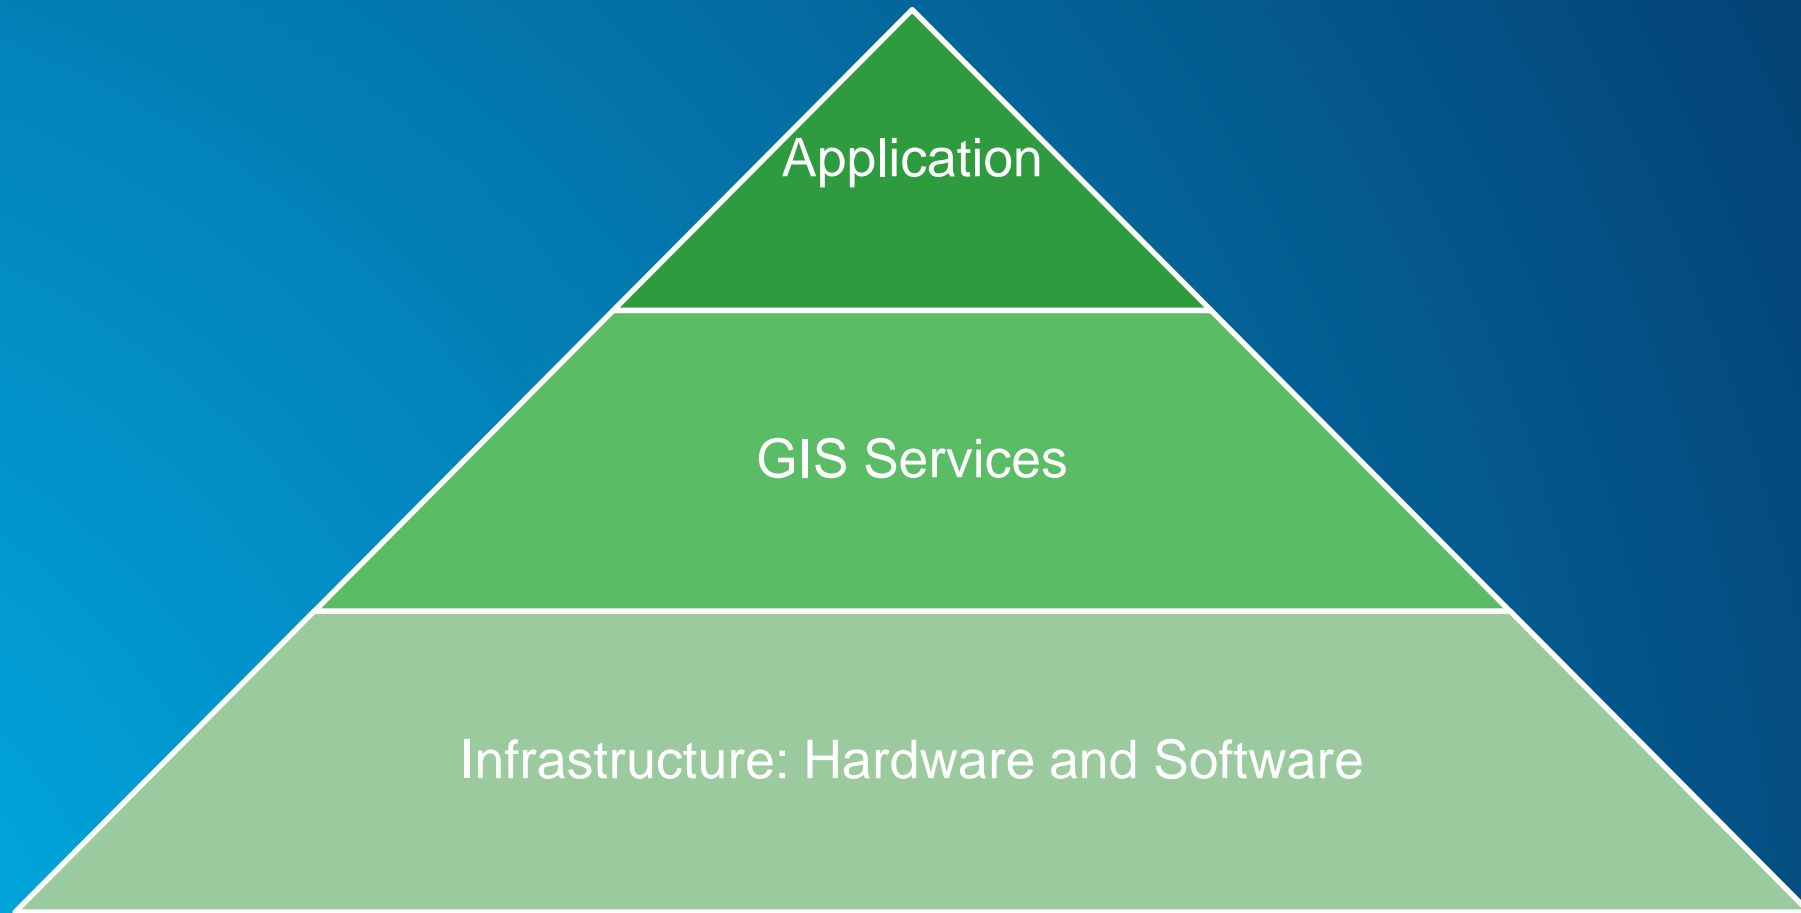 Application
GIS Services
Infrastructure: Hardware and Software